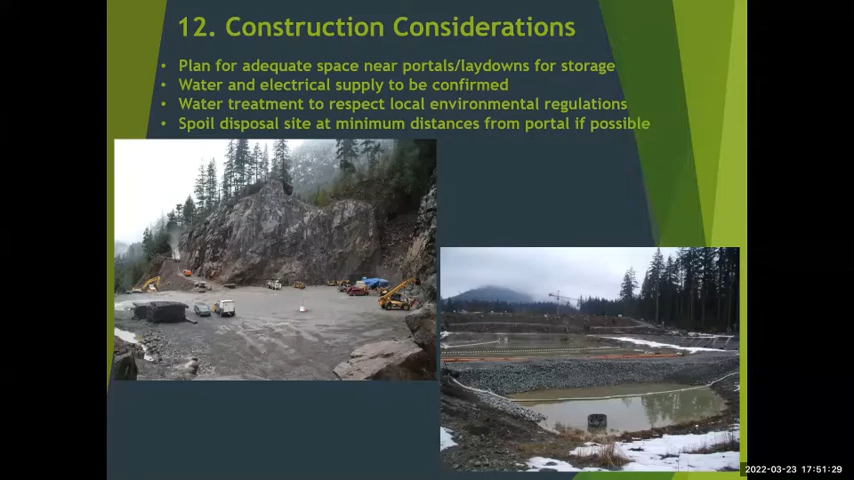 12. Construction Considerations
• Plan for adequate space near portals/laydowns for storage
• Water and electrical supply to be confirmed
• Water treatment to respect local environmental regulations
• Spoil disposal site at minimum distances from portal if possible
2022-03-23 17:51:29